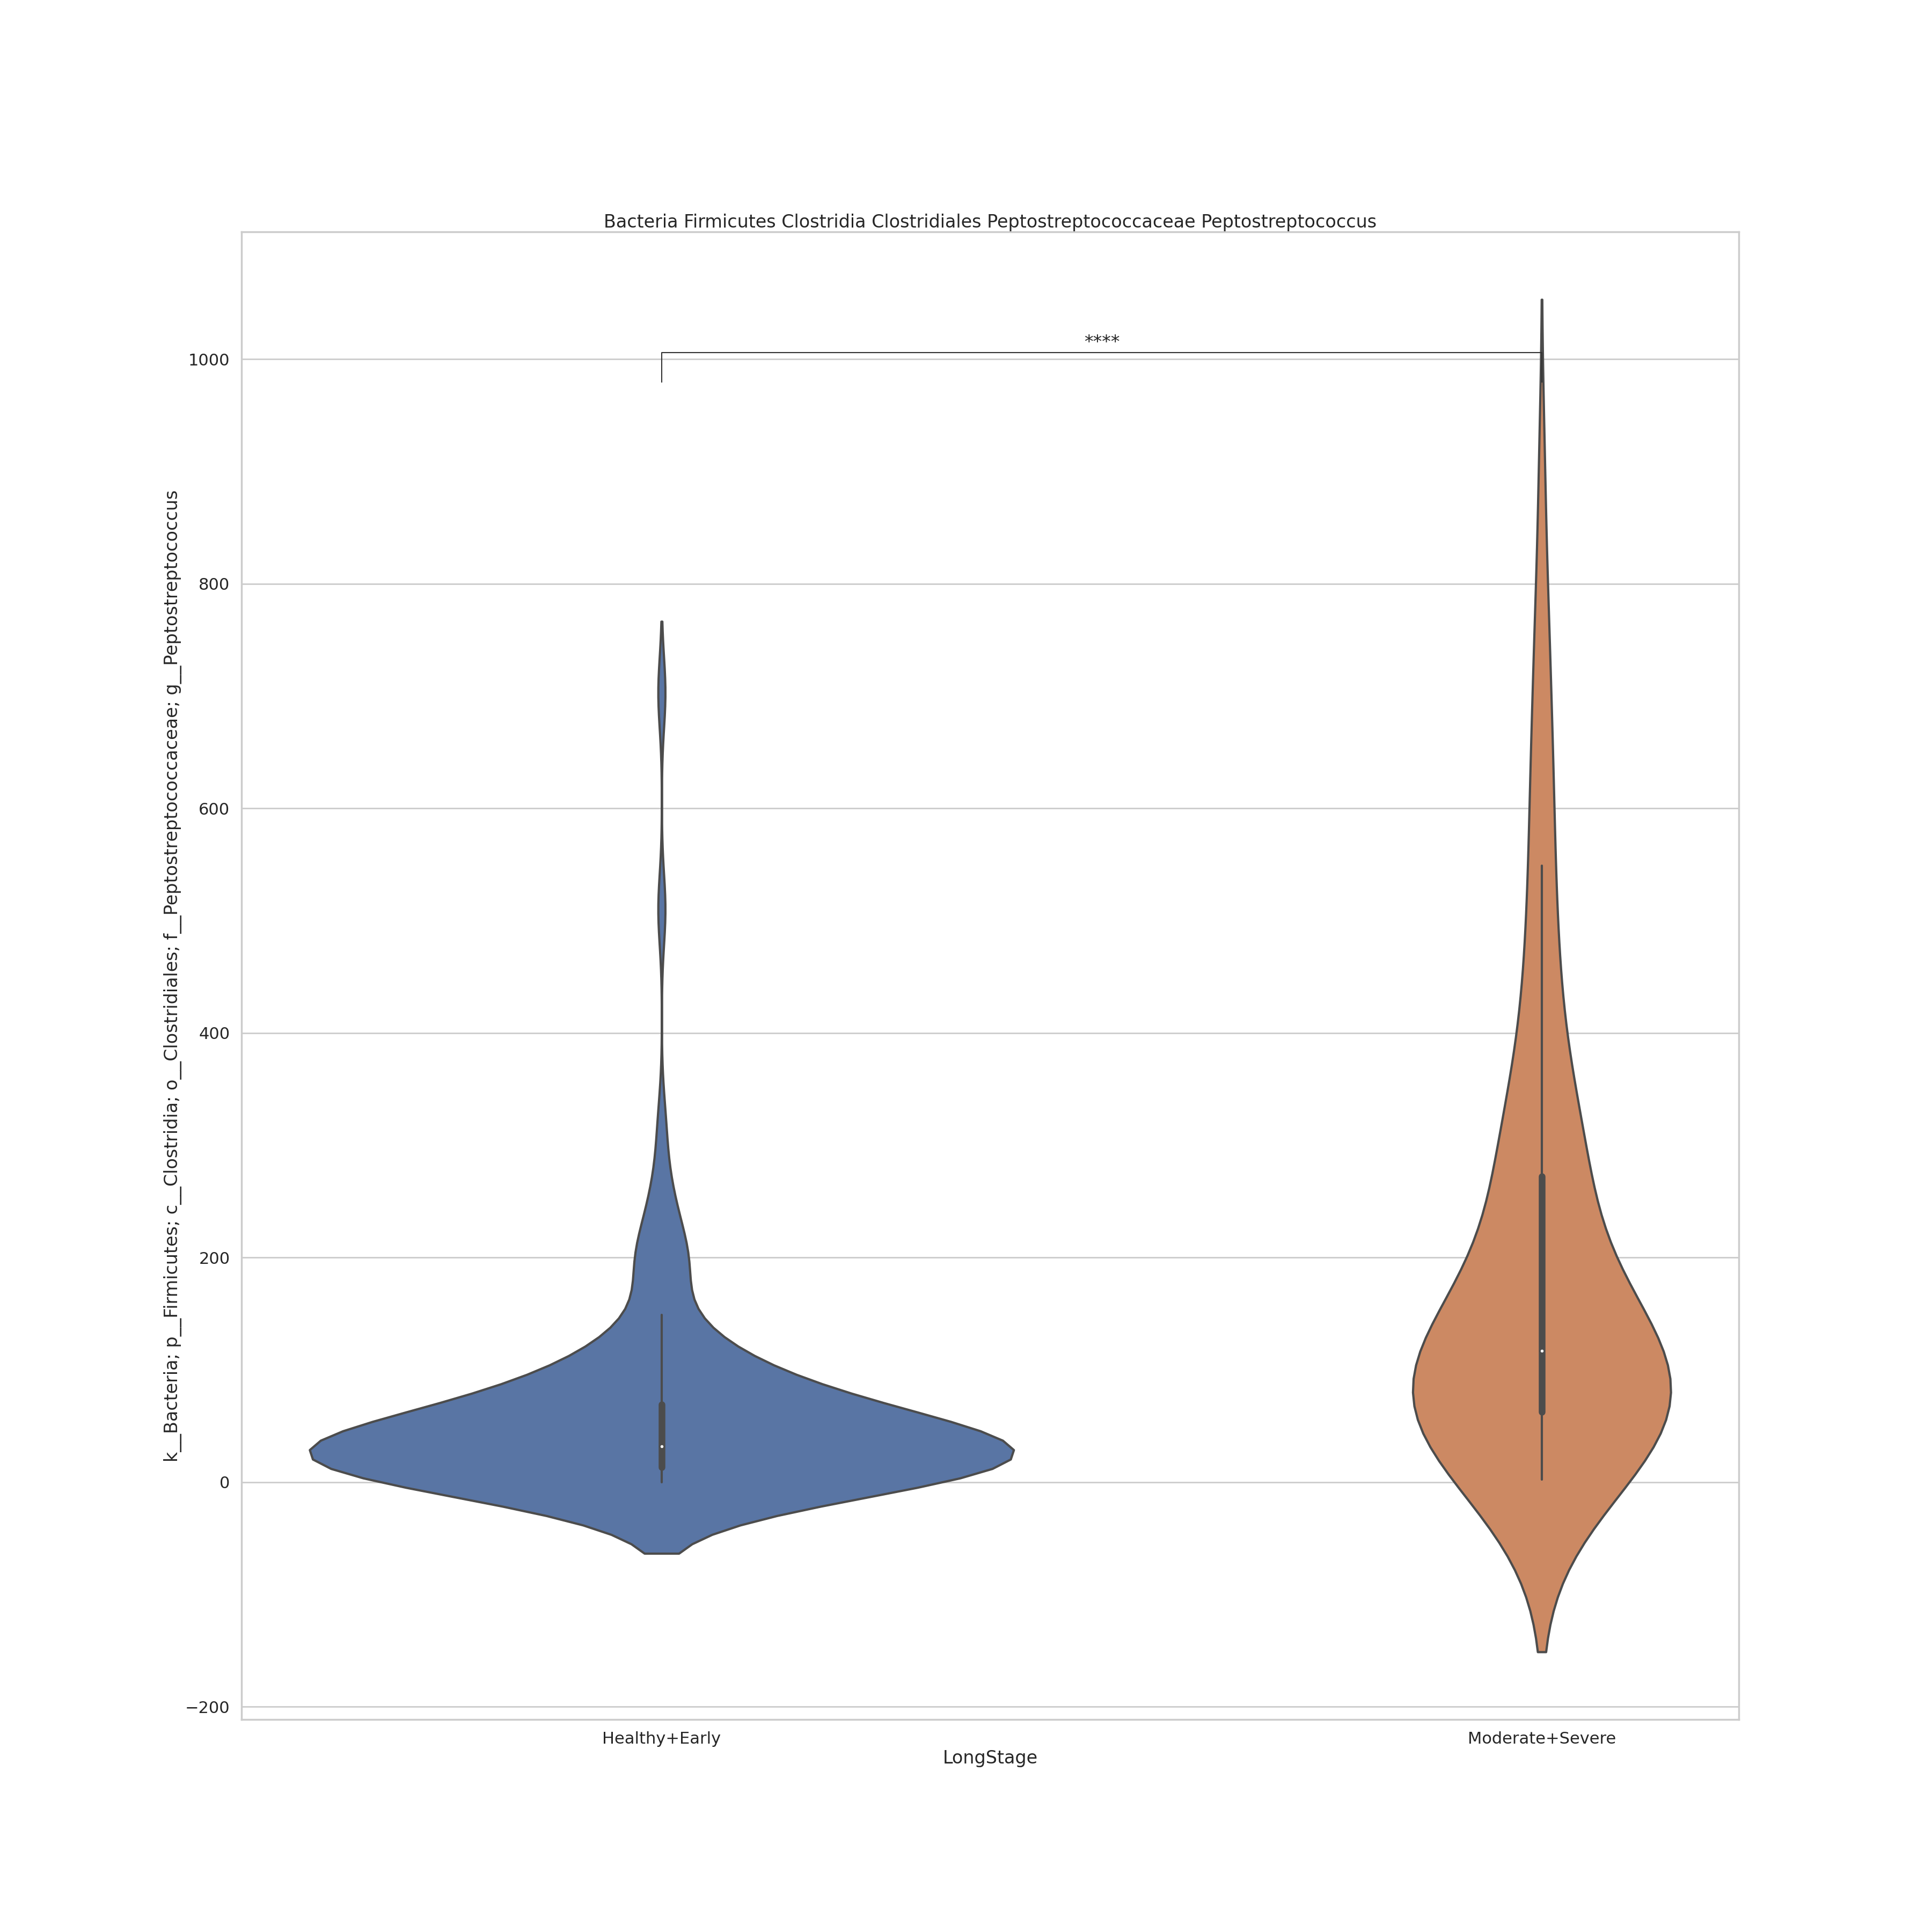 Bacteria Firmicutes Clostridia Clostridiales Peptostreptococcaceae Peptostreptococcus
****
k__Bacteria; p__Firmicutes; c__Clostridia; o__Clostridiales; f__Peptostreptococcaceae; g__Peptostreptococcus
1000
800
600
400
200
0
−200
Healthy+Early
Moderate+Severe
LongStage